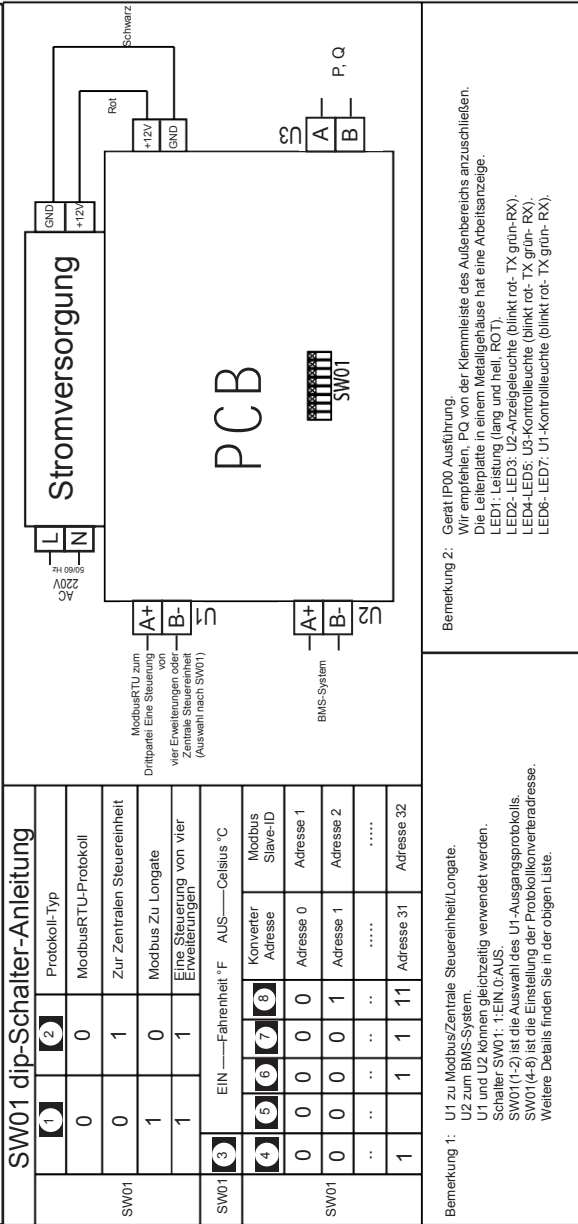 SW01 dip-Schalter-Anleitung
SW01
1 2 Protokoll-Typ
0 0 ModbusRTU-Protokoll
0 1 Zur Zentralen Steuereinheit
1 0 Modbus Zu Longate
1 1 Eine Steuerung von vier
Erweiterungen
SW01 3 EIN ——Fahrenheit °F AUS——Celsius °C
SW01
4 5 6 7 8 Konverter Adresse Modbus Slave-ID
0 0 0 0 0 Adresse 0 Adresse 1
0 0 0 0 1 Adresse 1 Adresse 2
.. .. .. .. .. ..... .....
1 1 1 11 Adresse 31 Adresse 32
AC
220V
50/60 Hz
L
N
Stromversorgung
GND
+12V
Schwarz
Rot
+12V
GND
ModbusRTU zum
Drittpartei Eine Steuerung
von
vier Erweiterungen oder
Zentrale Steuereinheit
(Auswahl nach SW01)
A+
B-
U1
BMS-System
A+
B-
U2
PCB
SW01
U3
A
B
P, Q
Bemerkung 1: U1 zu Modbus/Zentrale Steuereinheit/Longate.
U2 zum BMS-System.
U1 und U2 können gleichzeitig verwendet werden.
Schalter SW01: 1:EIN.0:AUS.
SW01(1-2) ist die Auswahl des U1-Ausgangsprotokolls.
SW01(4-8) ist die Einstellung der Protokollkonverteradresse.
Weitere Details finden Sie in der obigen Liste.
Bemerkung 2: Gerät IP00 Ausführung.
Wir empfehlen, PQ von der Klemmleiste des Außenbereichs anzuschließen.
Die Leiterplatte in einem Metallgehäuse hat eine Arbeitsanzeige.
LED1: Leistung (lang und hell, ROT).
LED2- LED3: U2-Anzeigeleuchte (blinkt rot- TX grün-RX).
LED4-LED5: U3-Kontrollleuchte (blinkt rot- TX grün- RX).
LED6- LED7: U1-Kontrollleuchte (blinkt rot- TX grün- RX).